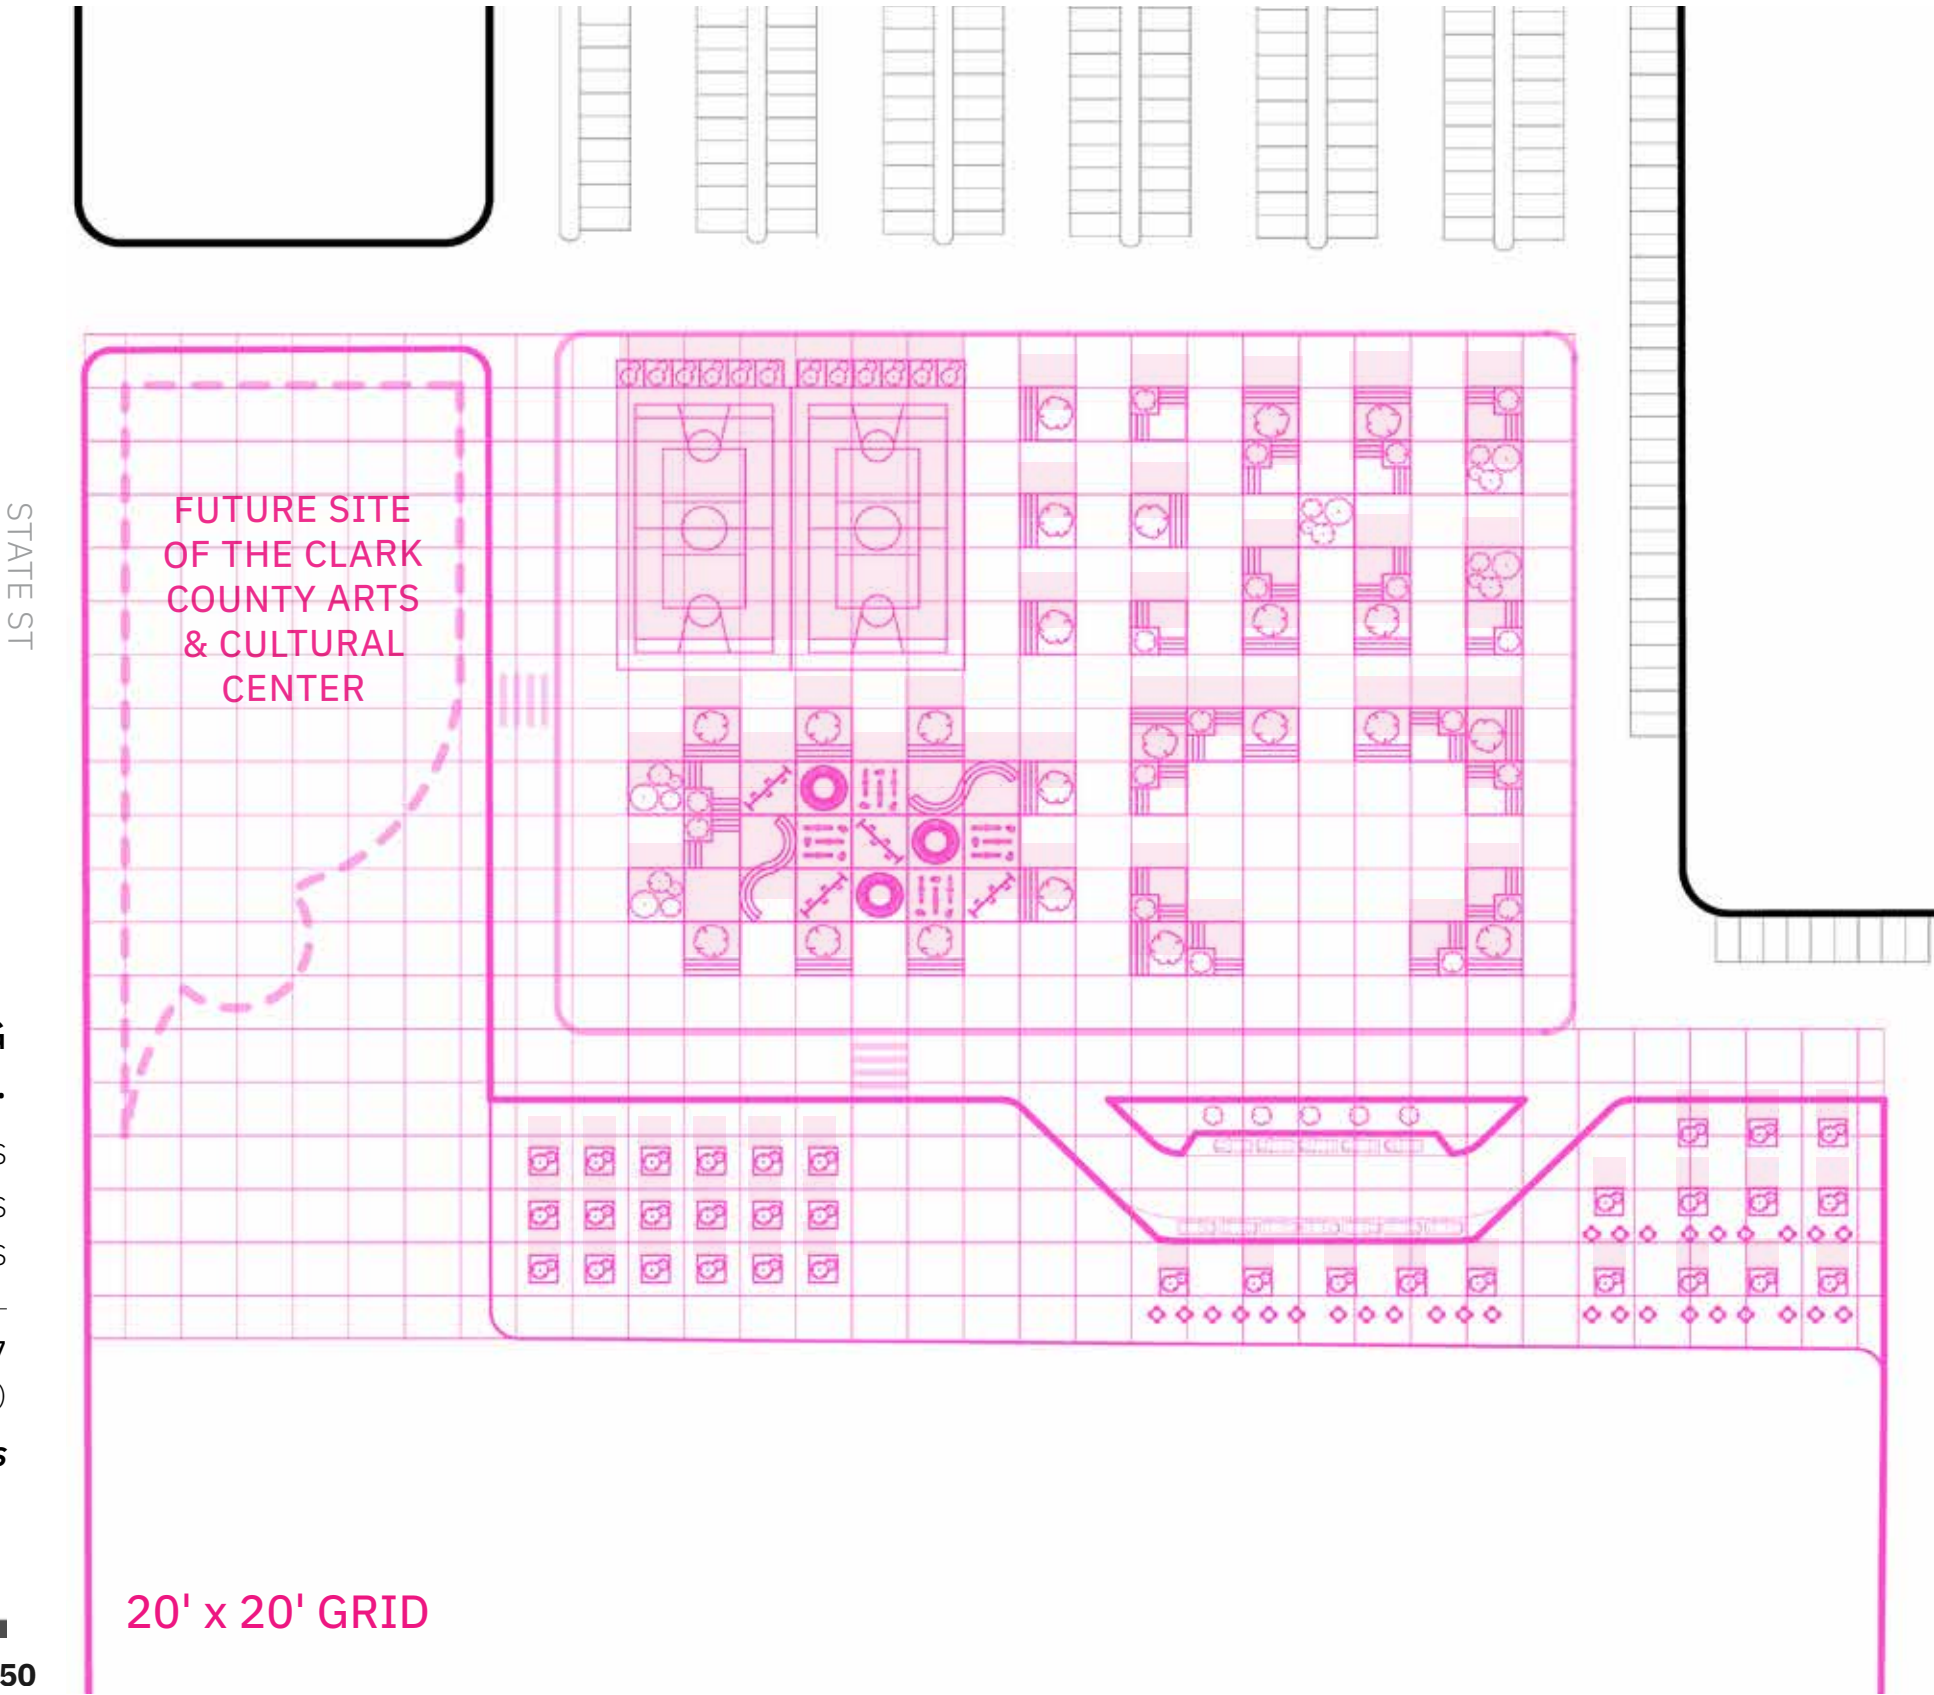 STATE ST
FUTURE SITE
OF THE CLARK
COUNTY ARTS
& CULTURAL
CENTER
20' x 20' GRID
50